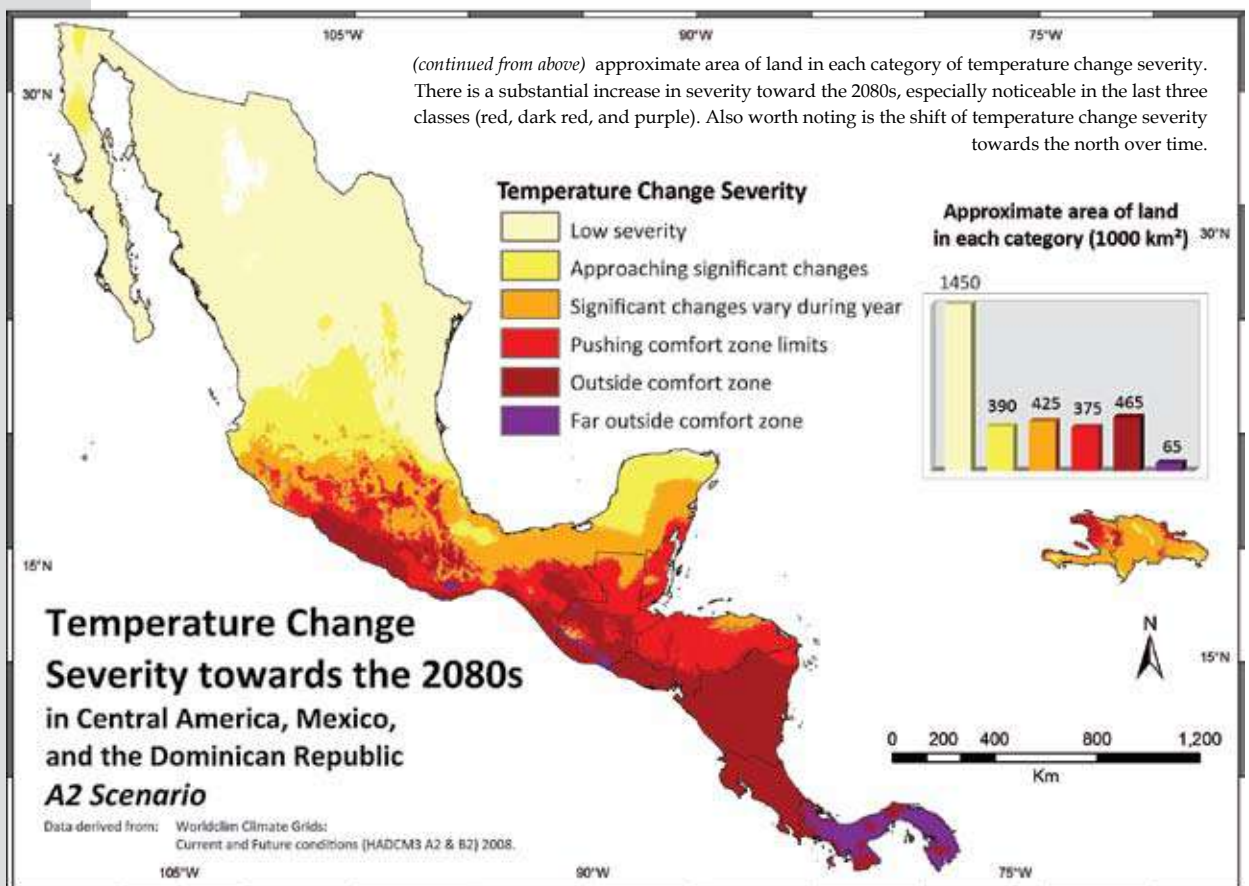 105°W 90°W 75°W
(continued from above) approximate area of land in each category of temperature change severity.
There is a substantial increase in severity toward the 2080s, especially noticeable in the last three
classes (red, dark red, and purple). Also worth noting is the shift of temperature change severity
towards the north over time.
30°N
Temperature Change Severity
Low severity
Approaching significant changes
Significant changes vary during year
Pushing comfort zone limits
Outside comfort zone
Far outside comfort zone
Approximate area of land
in each category (1000 km²)
30°N
1450
390
425
375
465
65
15°N
N
15°N
Temperature Change
Severity towards the 2080s
in Central America, Mexico,
and the Dominican Republic
A2 Scenario
Data derived from: Worldclim Climate Grids:
Current and Future conditions (HADCM3 A2 & B2) 2008.
0 200 400 800 1,200
Km
105°W 90°W 75°W